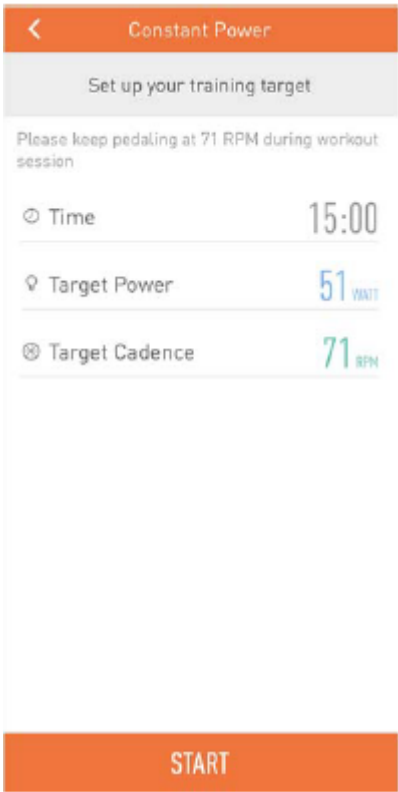 Constant Power
Set up your training target
Please keep pedaling at 71 RPM during workout
session
Time 15:00
Target Power 51 WATT
Target Cadence 71 RPM
START